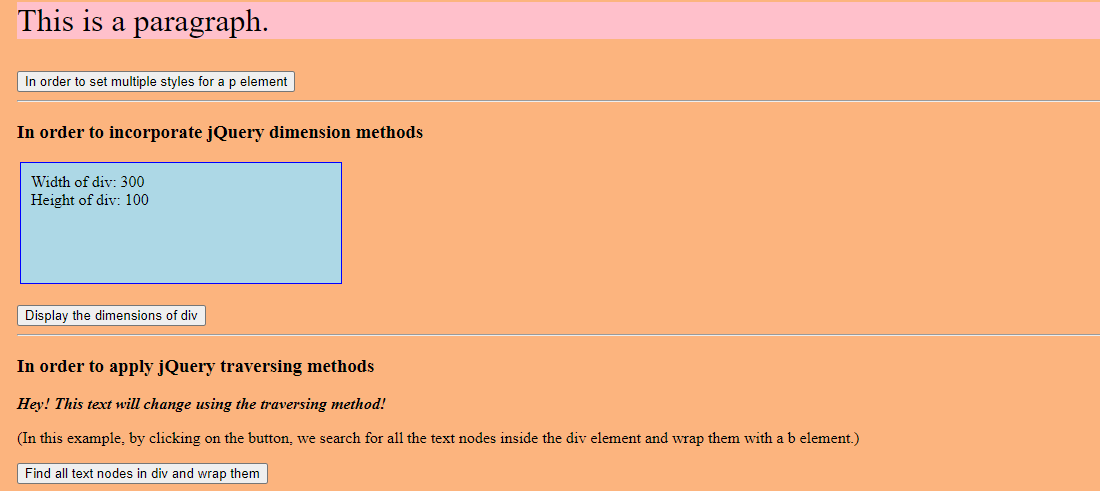 This is a paragraph.
In order to set multiple styles for a p element
In order to incorporate jQuery dimension methods
Width of div: 300
Height of div: 100
Display the dimensions of div
In order to apply jQuery traversing methods
Hey! This text will change using the traversing method!
(In this example, by clicking on the button, we search for all the text nodes inside the div element and wrap them with a b element.)
Find all text nodes in div and wrap them